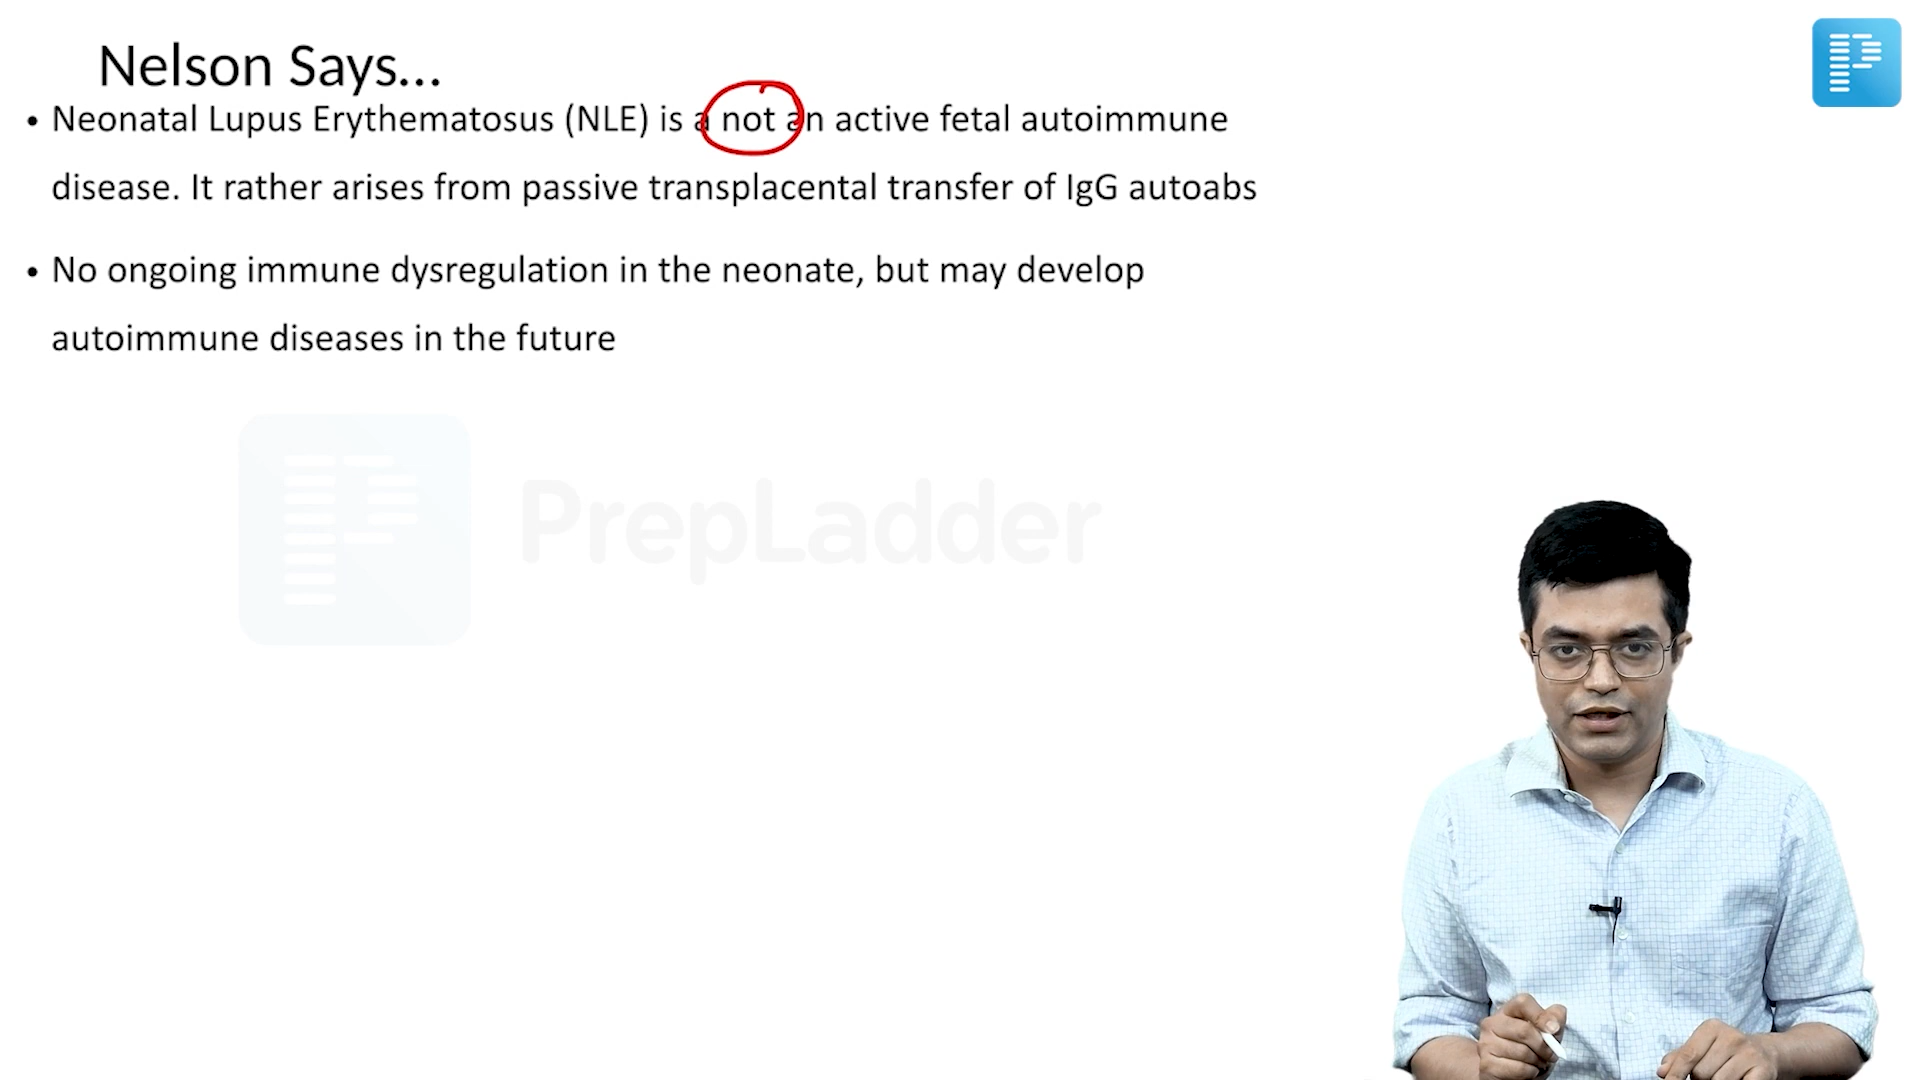 Nelson Says...
• Neonatal Lupus Erythematosus (NLE) is a not an active fetal autoimmune
disease. It rather arises from passive transplacental transfer of IgG autoabs
• No ongoing immune dysregulation in the neonate, but may develop
autoimmune diseases in the future
PrepLadder